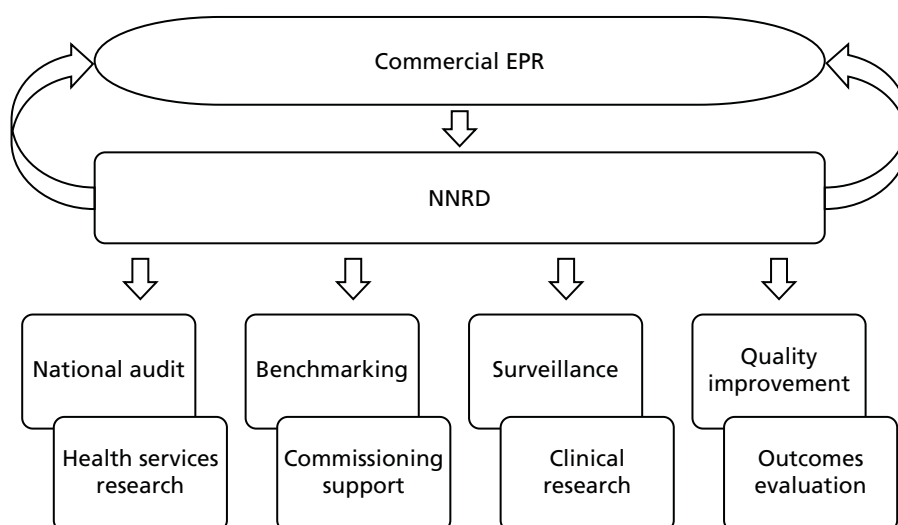 Commercial EPR
NNRD
National audit
Benchmarking
Surveillance
Quality
improvement
Health services
research
Commissioning
support
Clinical
research
Outcomes
evaluation